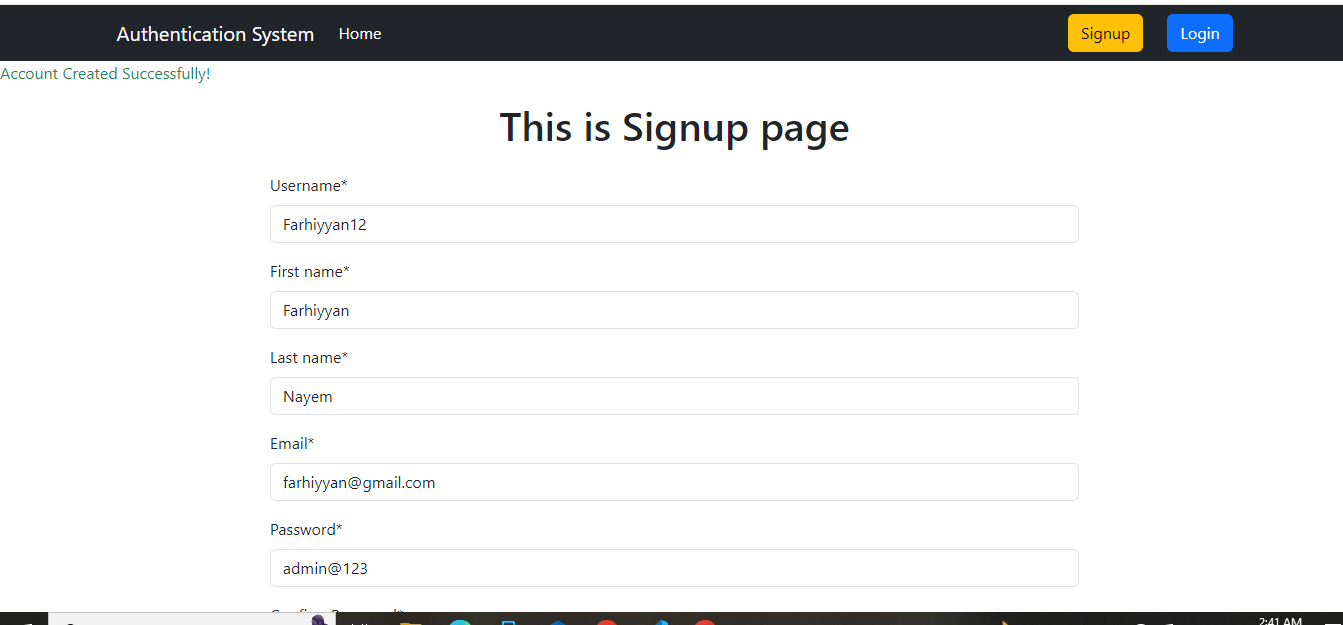 Authentication System Home Signup Login
Account Created Successfully!
This is Signup page
Username*
Farhiyyan12
First name*
Farhiyyan
Last name*
Nayem
Email*
farhiyyan@gmail.com
Password*
admin@123
2:41 AM